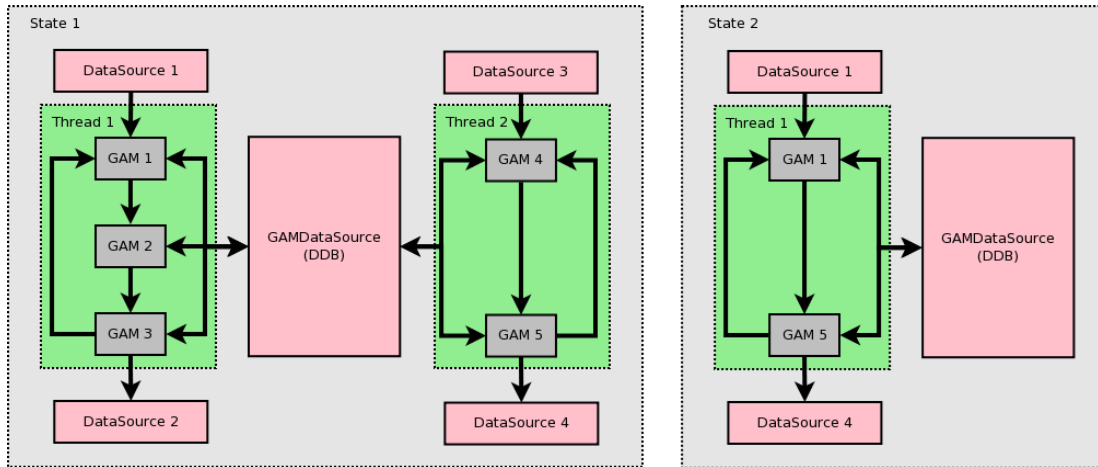 State 1
DataSource 1
DataSource 3
Thread 1
Thread 2
GAM 1
GAM 4
GAM 2
GAMDataSource
(DDB)
GAM 3
GAM 5
DataSource 2
DataSource 4
State 2
DataSource 1
Thread 1
GAM 1
GAMDataSource
(DDB)
GAM 5
DataSource 4